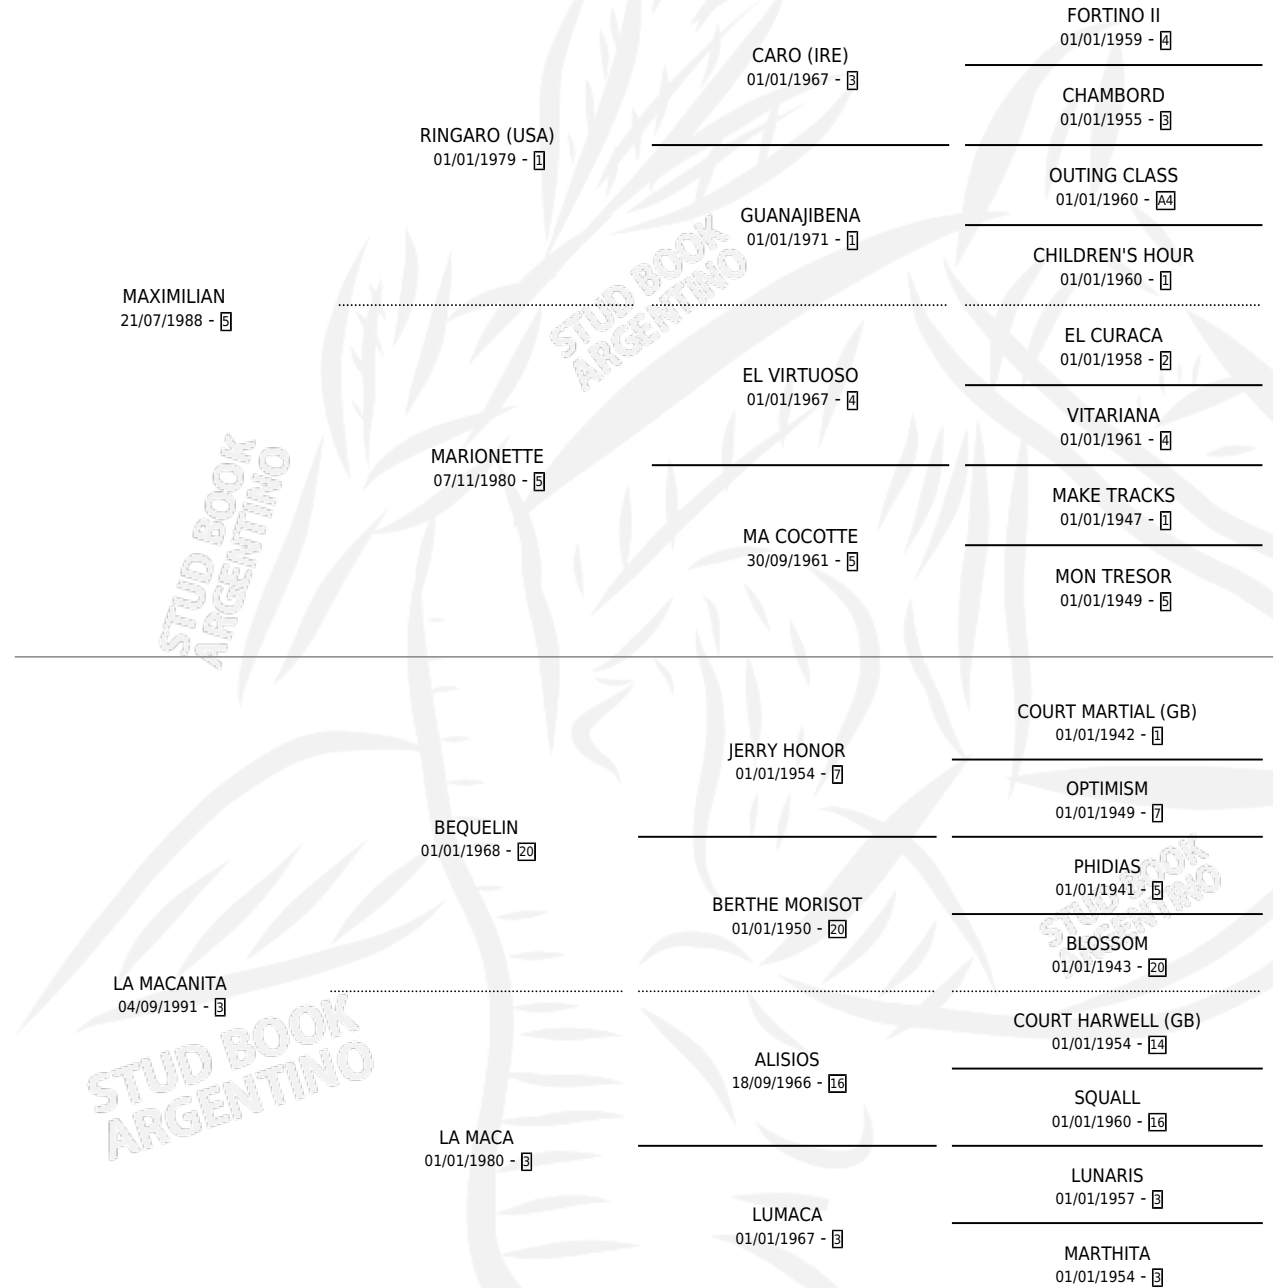 FORTINO II
01/01/1959 - 4
CARO (IRE)
01/01/1967 - 3
CHAMBORD
01/01/1955 - 3
RINGARO (USA)
01/01/1979 - 1
OUTING CLASS
01/01/1960 - A4
GUANAJIBENA
01/01/1971 - 1
CHILDREN'S HOUR
01/01/1960 - 1
MAXIMILIAN
21/07/1988 - 5
STUD BOOK
ARGENTINO
EL CURACA
01/01/1958 - 2
EL VIRTUOSO
01/01/1967 - 4
VITARIANA
01/01/1961 - 4
MARIONETTE
07/11/1980 - 5
MAKE TRACKS
01/01/1947 - 1
MA COCOTTE
30/09/1961 - 5
MON TRESOR
01/01/1949 - 5
STUD BOOK
ARGENTINO
COURT MARTIAL (GB)
01/01/1942 - 1
JERRY HONOR
01/01/1954 - 7
OPTIMISM
01/01/1949 - 7
BEQUELIN
01/01/1968 - 20
PHIDIAS
01/01/1941 - 5
BERTHE MORISOT
01/01/1950 - 20
STUD BOOK
ARGENTINO
BLOSSOM
01/01/1943 - 20
LA MACANITA
04/09/1991 - 3
COURT HARWELL (GB)
01/01/1954 - 14
ALISIOS
18/09/1966 - 16
SQUALL
01/01/1960 - 16
STUD BOOK
ARGENTINO
LA MACA
01/01/1980 - 3
LUNARIS
01/01/1957 - 3
LUMACA
01/01/1967 - 3
MARTHITA
01/01/1954 - 3